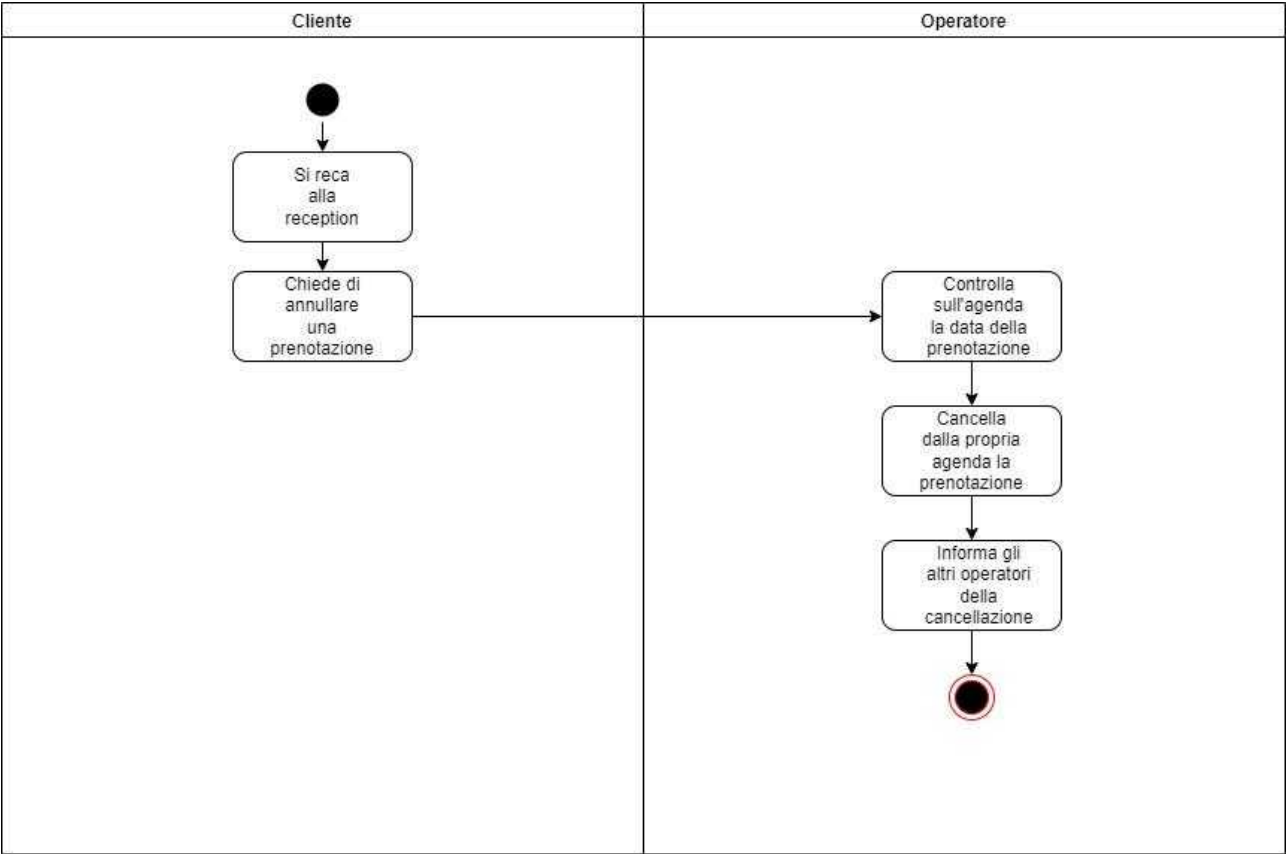 Cliente
Operatore
Si reca
alla
reception
Chiede di
annullare
una
prenotazione
Controlla
sull'agenda
la data della
prenotazione
Cancella
dalla propria
agenda la
prenotazione
Informa gli
altri operatori
della
cancellazione